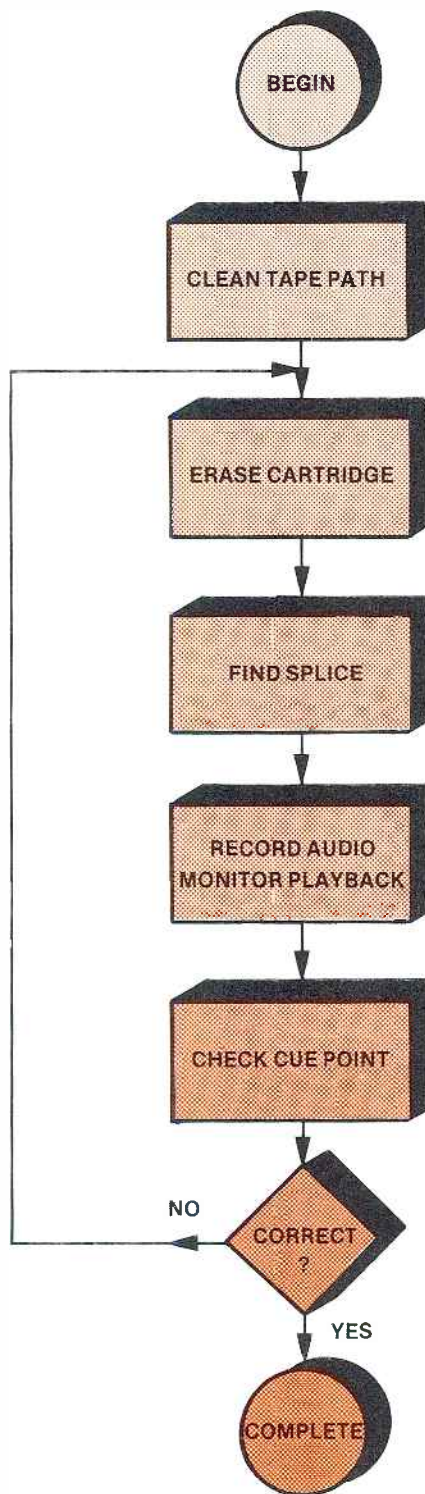 BEGIN
CLEAN TAPE PATH
ERASE CARTRIDGE
FIND SPLICE
RECORD AUDIO
MONITOR PLAYBACK
CHECK CUE POINT
CORRECT
?
NO
YES
COMPLETE